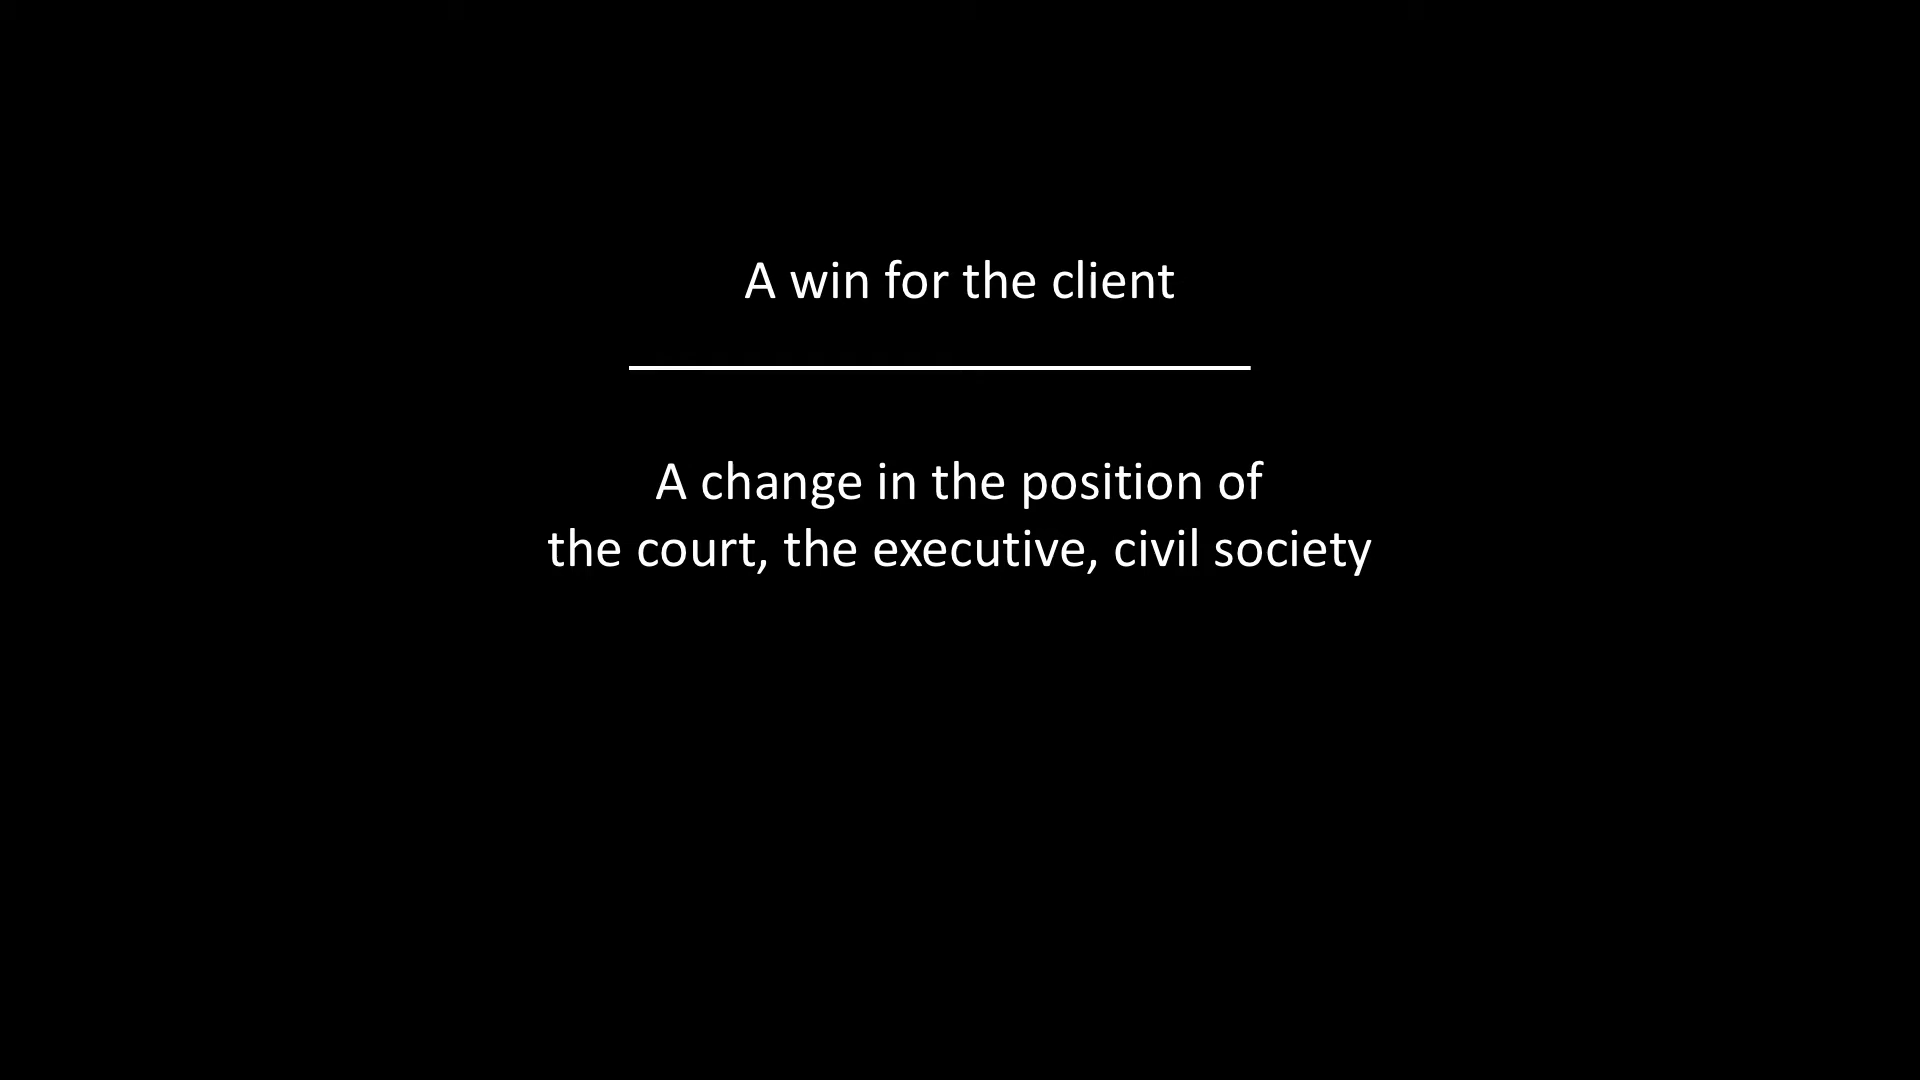 A win for the client
A change in the position of
the court, the executive, civil society